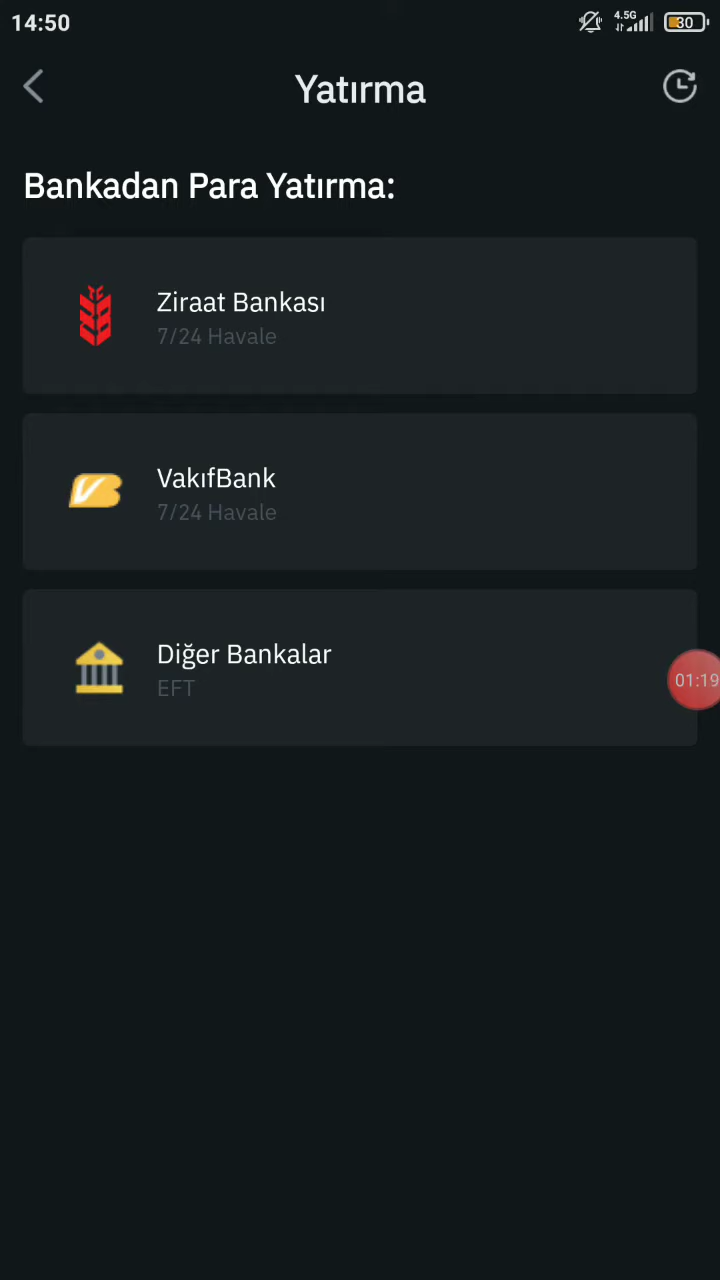 14:50
4.5G
30
Yatırma
Bankadan Para Yatırma:
Ziraat Bankası
7/24 Havale
VakıfBank
7/24 Havale
Diğer Bankalar
EFT
01:19